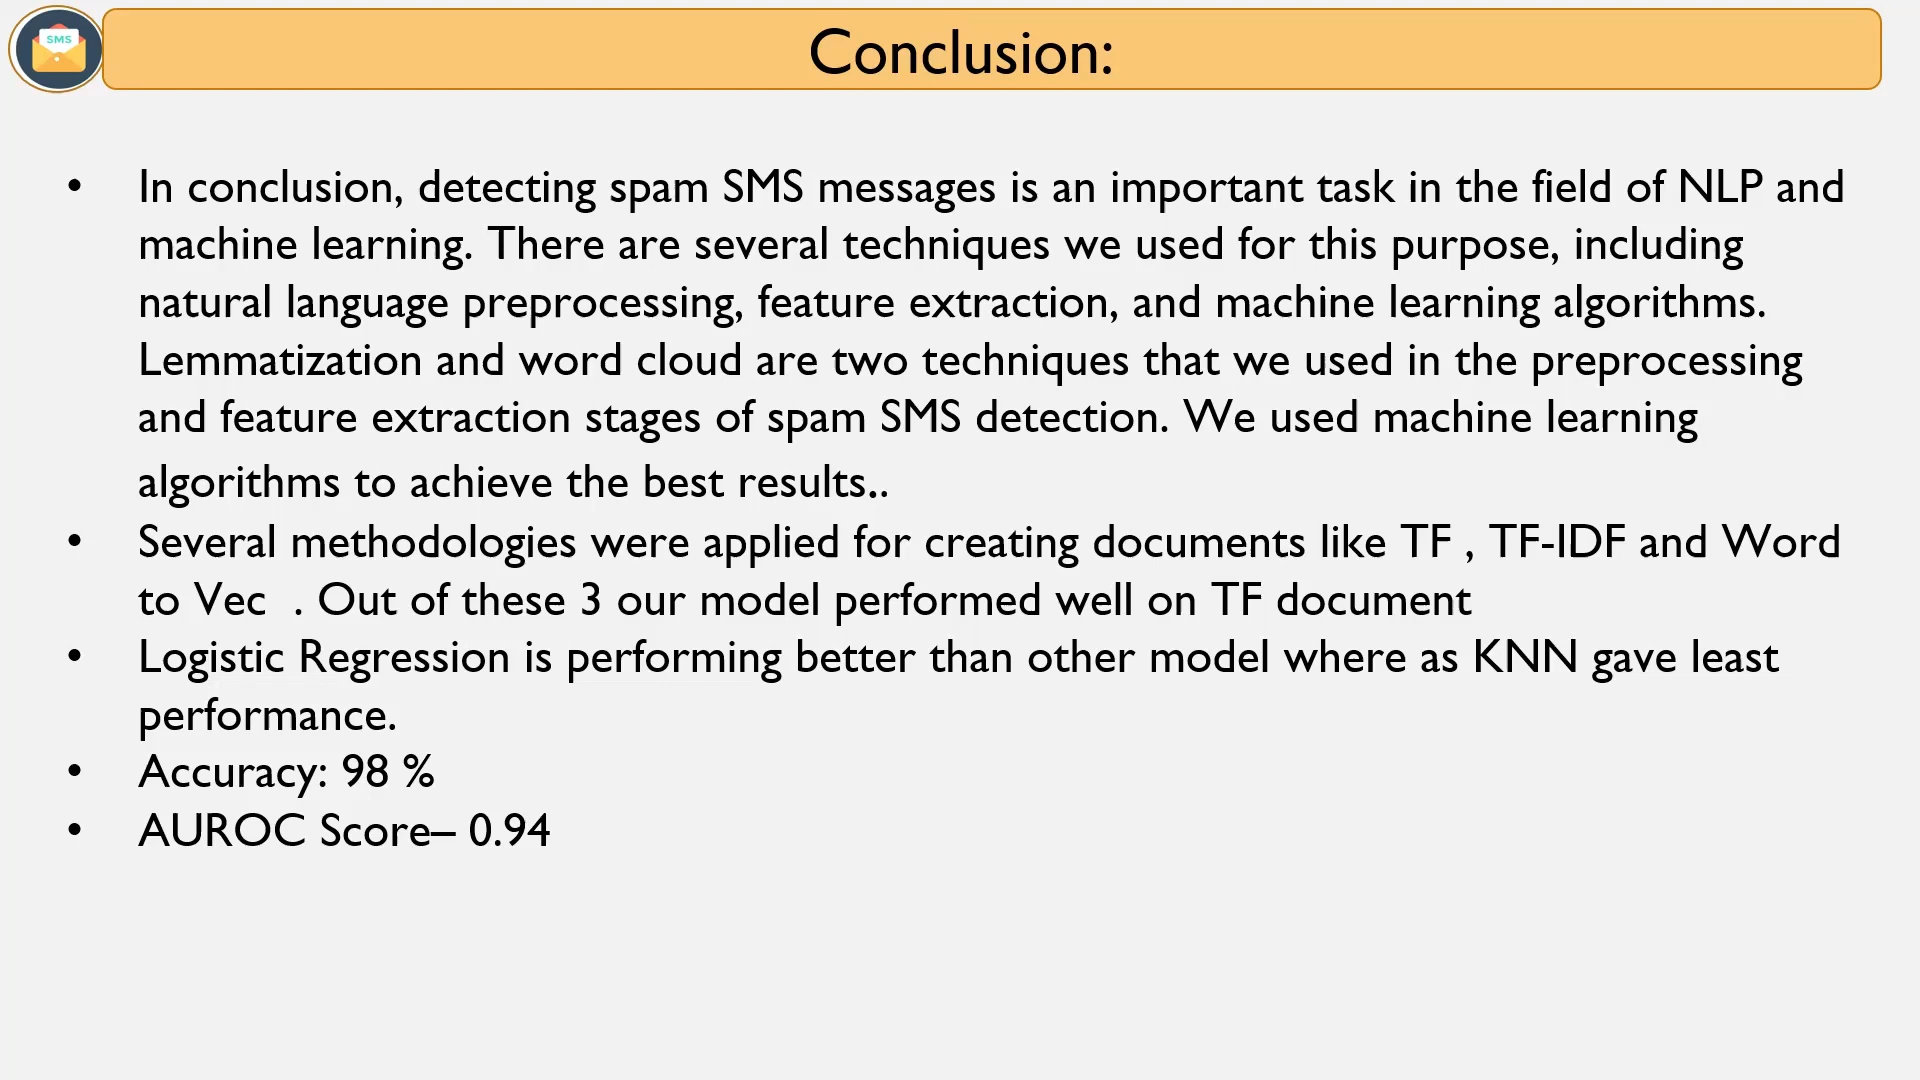 SMS
Conclusion:
• In conclusion, detecting spam SMS messages is an important task in the field of NLP and
machine learning. There are several techniques we used for this purpose, including
natural language preprocessing, feature extraction, and machine learning algorithms.
Lemmatization and word cloud are two techniques that we used in the preprocessing
and feature extraction stages of spam SMS detection. We used machine learning
algorithms to achieve the best results..
• Several methodologies were applied for creating documents like TF , TF-IDF and Word
to Vec  . Out of these 3 our model performed well on TF document
• Logistic Regression is performing better than other model where as KNN gave least
performance.
• Accuracy: 98 %
• AUROC Score– 0.94